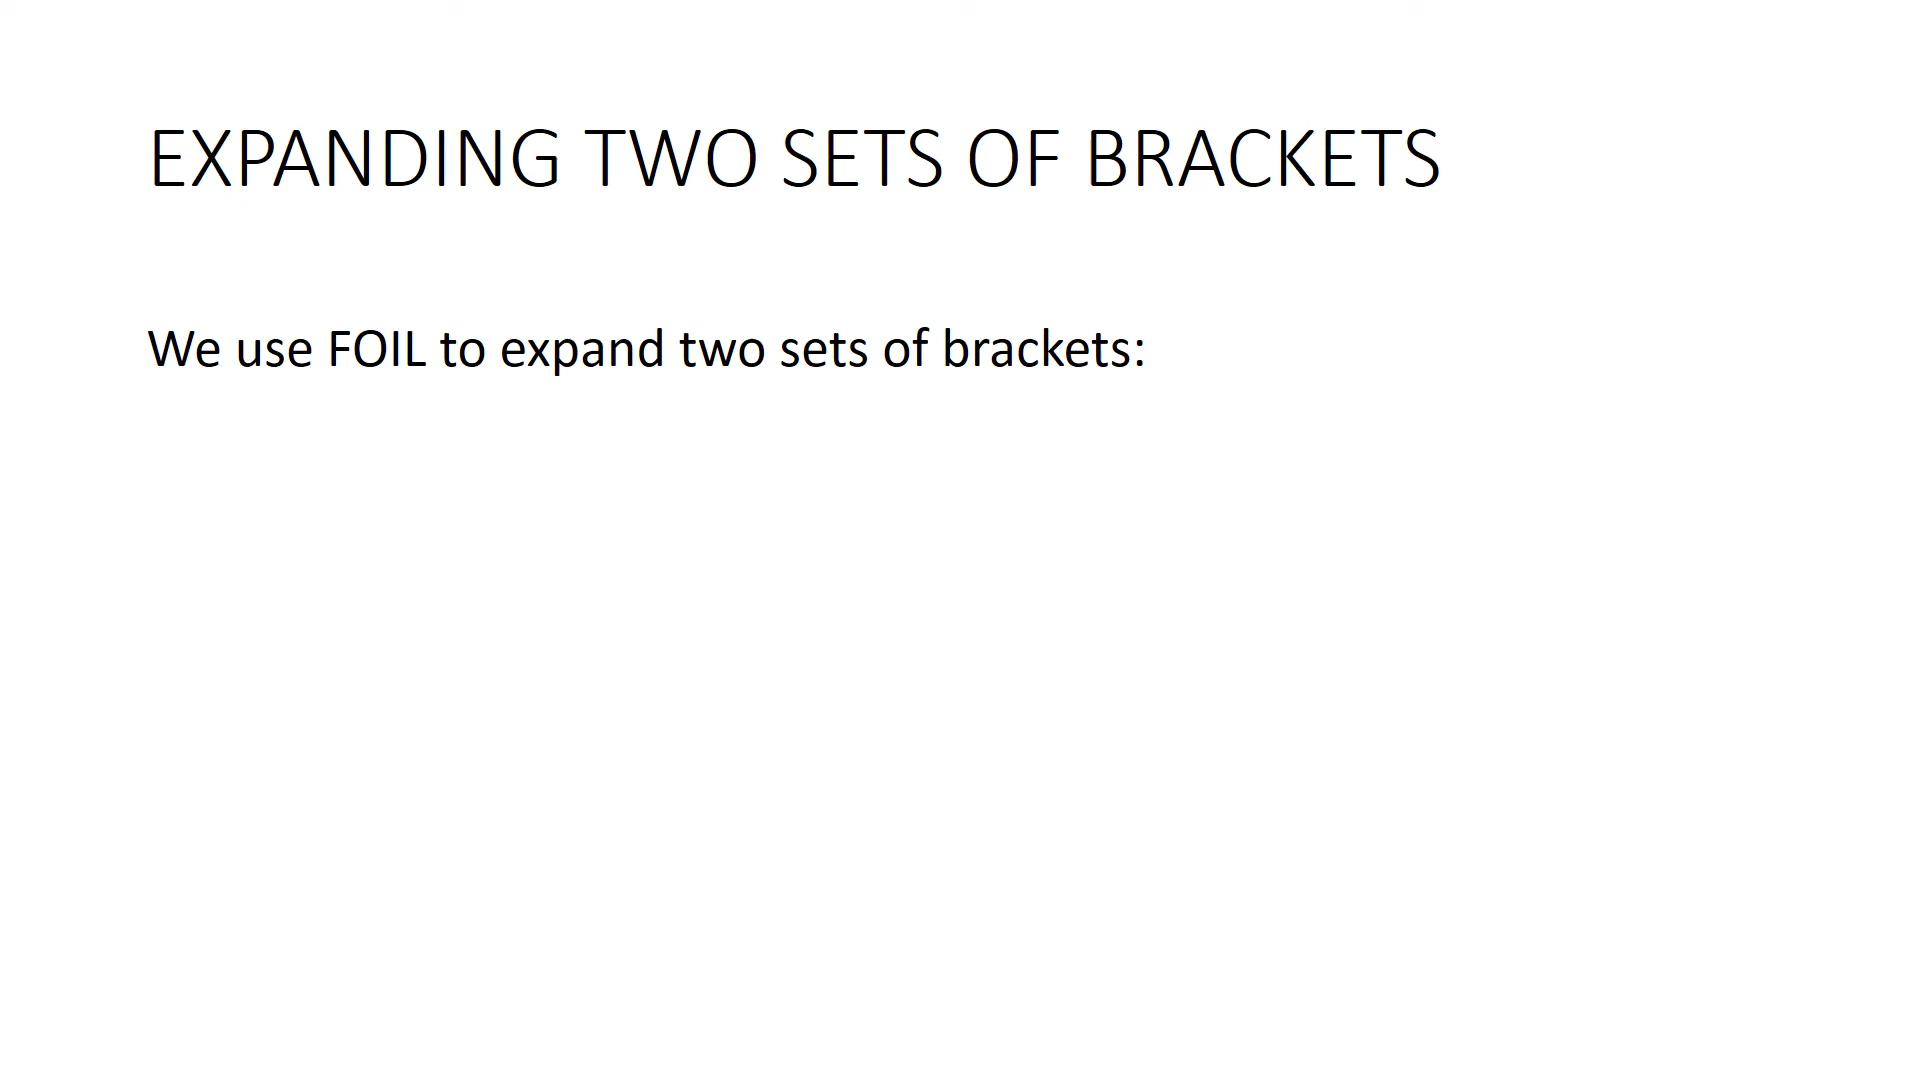 EXPANDING TWO SETS OF BRACKETS
We use FOIL to expand two sets of brackets: